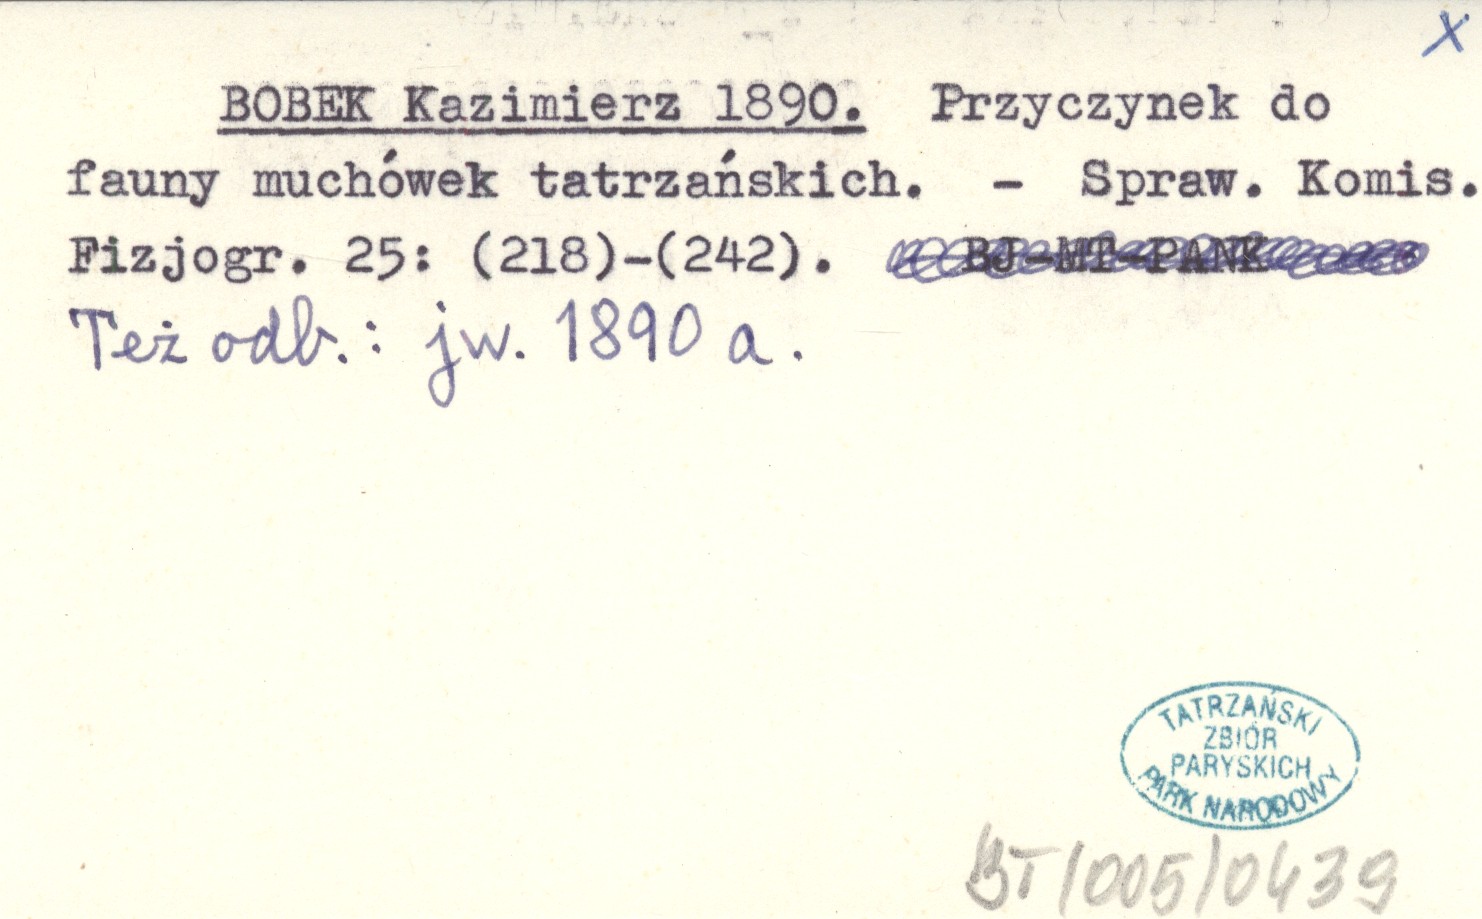 x
BOBEK Kazimierz 1890. Przyczynek do
fauny muchówek tatrzańskich. - Spraw. Komis.
Fizjogr. 25: (218)-(242). BJ-MT-PANK
Też odb.: jw. 1890 a.
TATRZAŃSKI
ZBIÓR
PARYSKICH
PARK NARODOWY
BT/005/0439